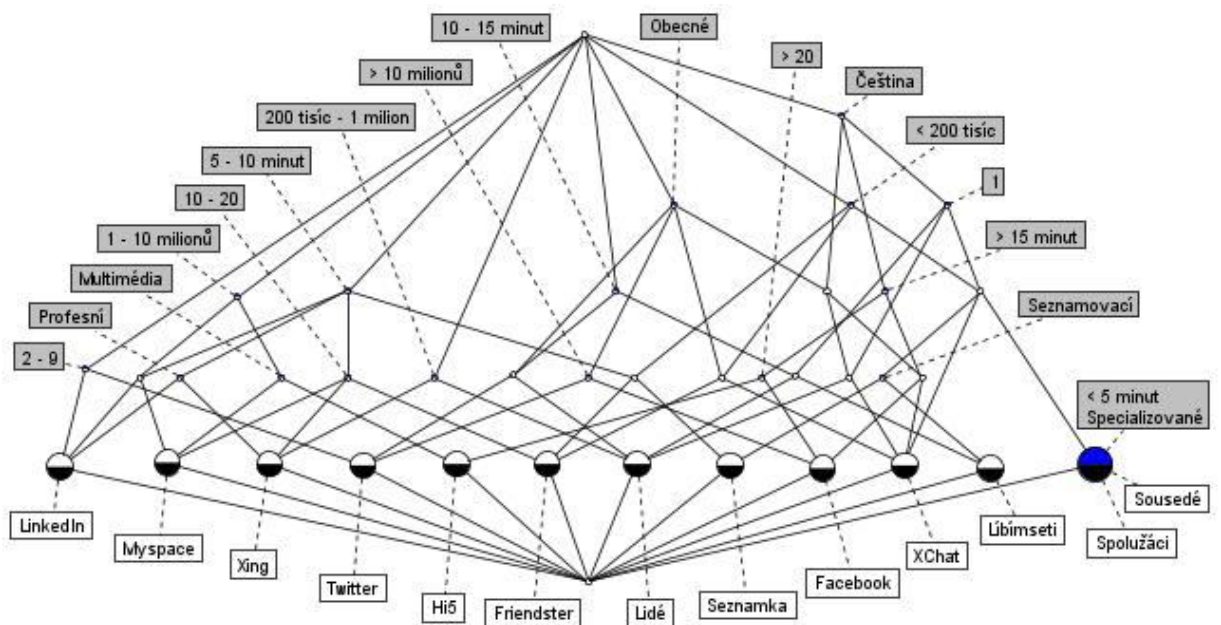 10 - 15 minut
Obecné
> 10 milionů
> 20
Čeština
200 tisíc - 1 milion
< 200 tisíc
5 - 10 minut
1
10 - 20
> 15 minut
1 - 10 milionů
Multimédia
Seznamovací
Profesní
2 - 9
< 5 minut
Specializované
Sousedé
LinkedIn
Myspace
Xing
Twitter
Hi5
Friendster
Lidé
Seznamka
Facebook
XChat
Líbímseti
Spolužáci